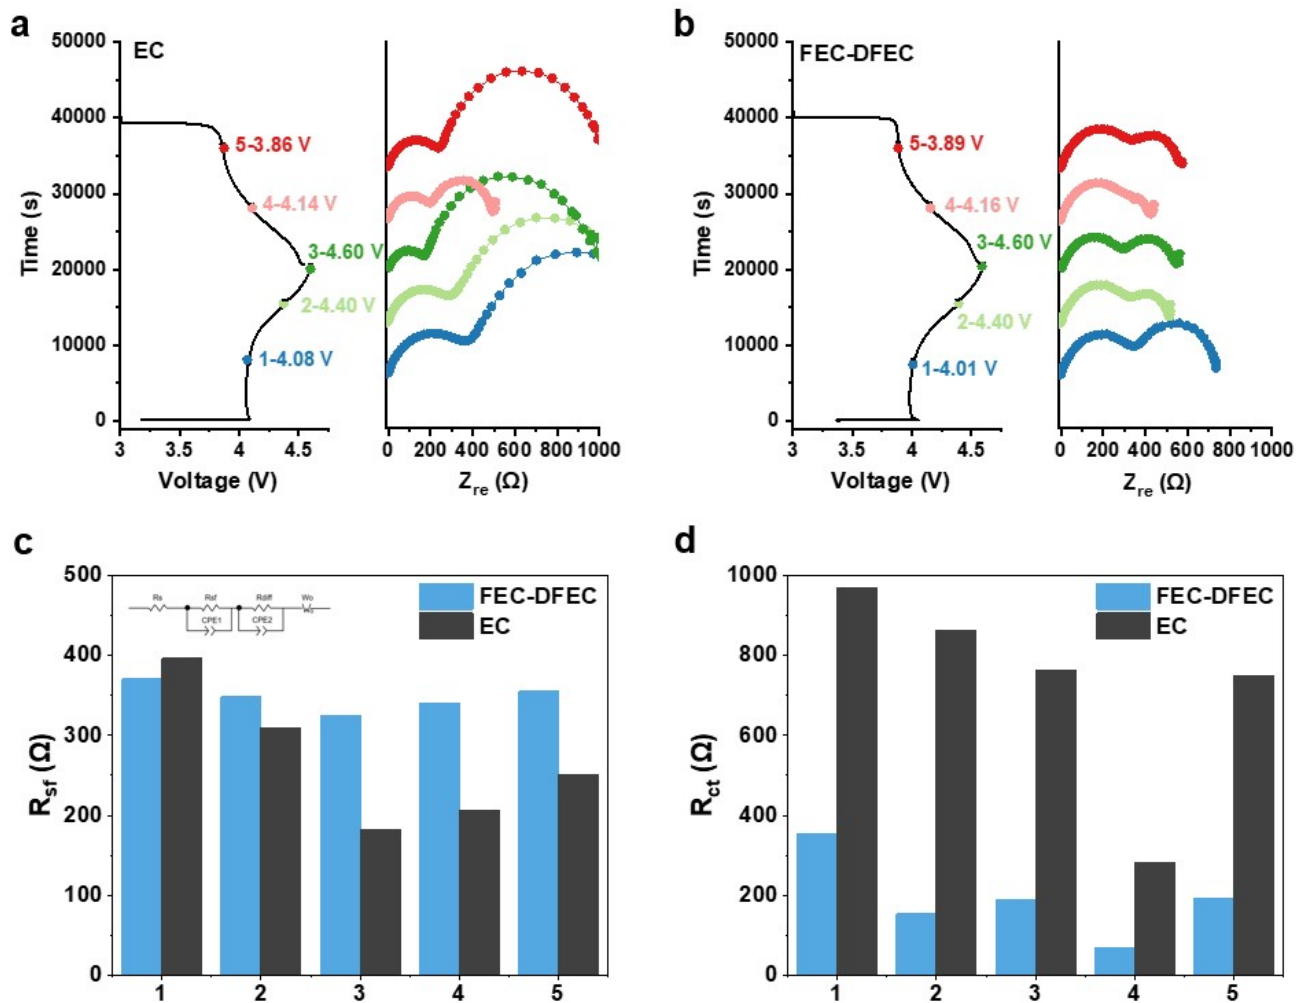 a
EC
50000
40000
30000
20000
10000
0
Time (s)
5-3.86 V
4-4.14 V
3-4.60 V
2-4.40 V
1-4.08 V
3 3.5 4 4.5
Voltage (V)
0 200 400 600 800 1000
Zre (Ω)
b
FEC-DFEC
50000
40000
30000
20000
10000
0
Time (s)
5-3.89 V
4-4.16 V
3-4.60 V
2-4.40 V
1-4.01 V
3 3.5 4 4.5
Voltage (V)
0 200 400 600 800 1000
Zre (Ω)
c
500
400
300
200
100
0
Rsf (Ω)
Rs Rsf Rdiff Wo
CPE1 CPE2
FEC-DFEC
EC
1 2 3 4 5
d
1000
800
600
400
200
0
Rct (Ω)
FEC-DFEC
EC
1 2 3 4 5